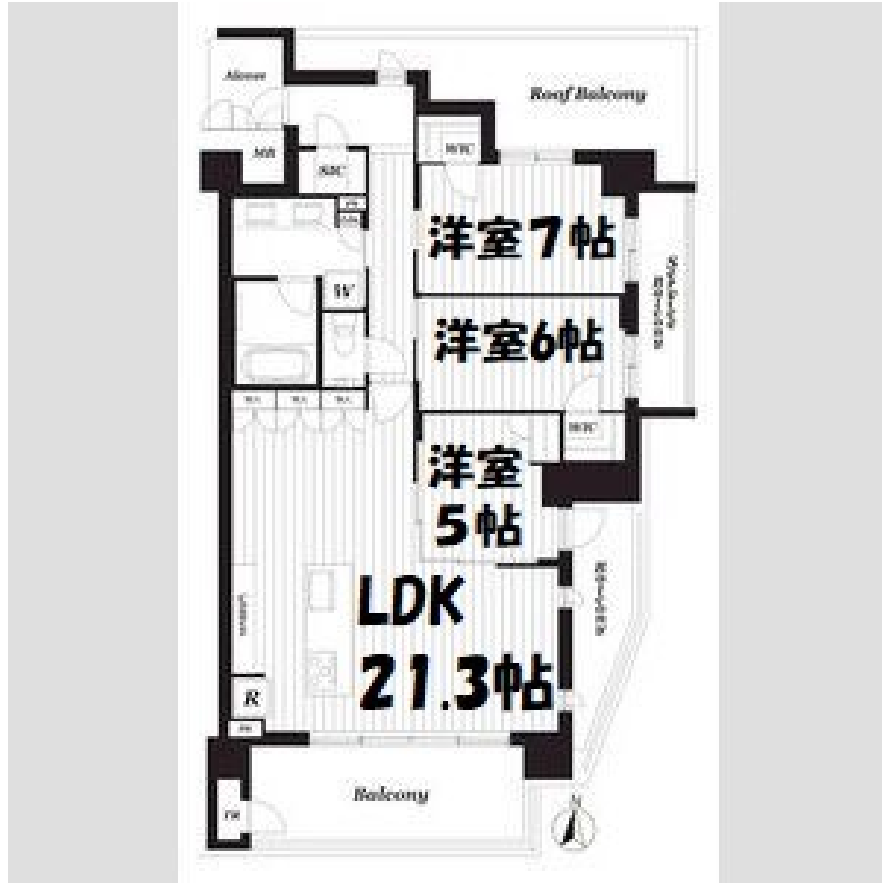 Alcove
Roof Balcony
MB
WIC
SIC
洋室7帖
W
洋室6帖
WIC
洋室
5帖
LDK
21.3帖
R
Balcony
N